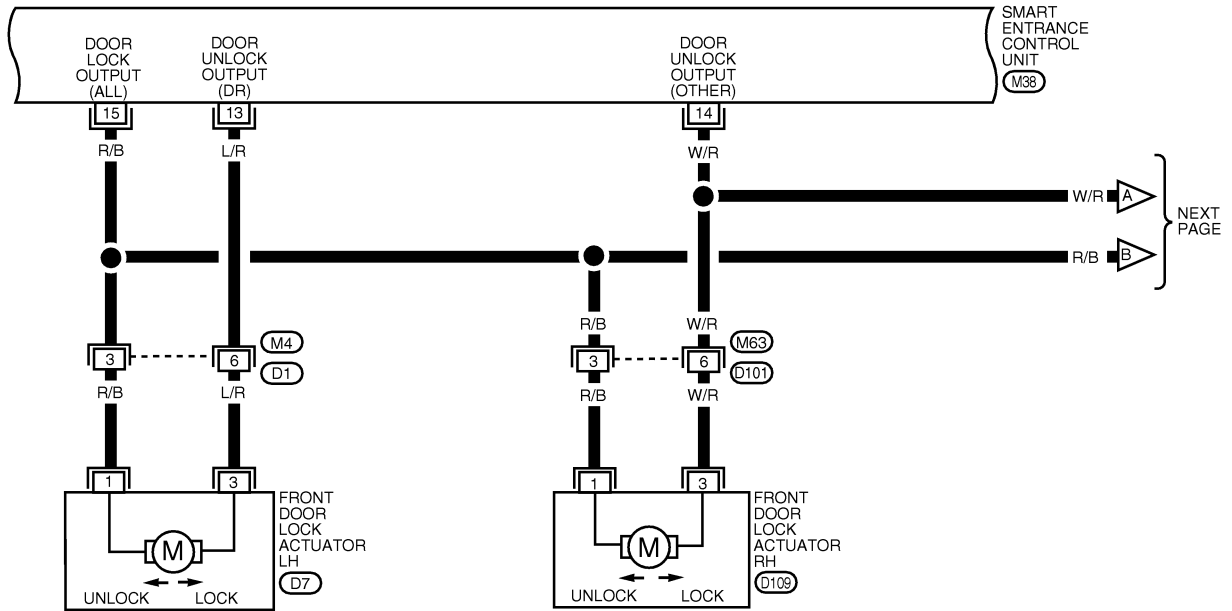 SMART
ENTRANCE
CONTROL
UNIT
M38
DOOR
LOCK
OUTPUT
(ALL)
DOOR
UNLOCK
OUTPUT
(DR)
DOOR
UNLOCK
OUTPUT
(OTHER)
15
13
14
R/B
L/R
W/R
W/R
A
NEXT
PAGE
R/B
B
R/B
W/R
3
6
M4
D1
3
6
M63
D101
R/B
L/R
R/B
W/R
1
3
1
3
FRONT
DOOR
LOCK
ACTUATOR
LH
D7
M
UNLOCK
LOCK
FRONT
DOOR
LOCK
ACTUATOR
RH
D109
M
UNLOCK
LOCK